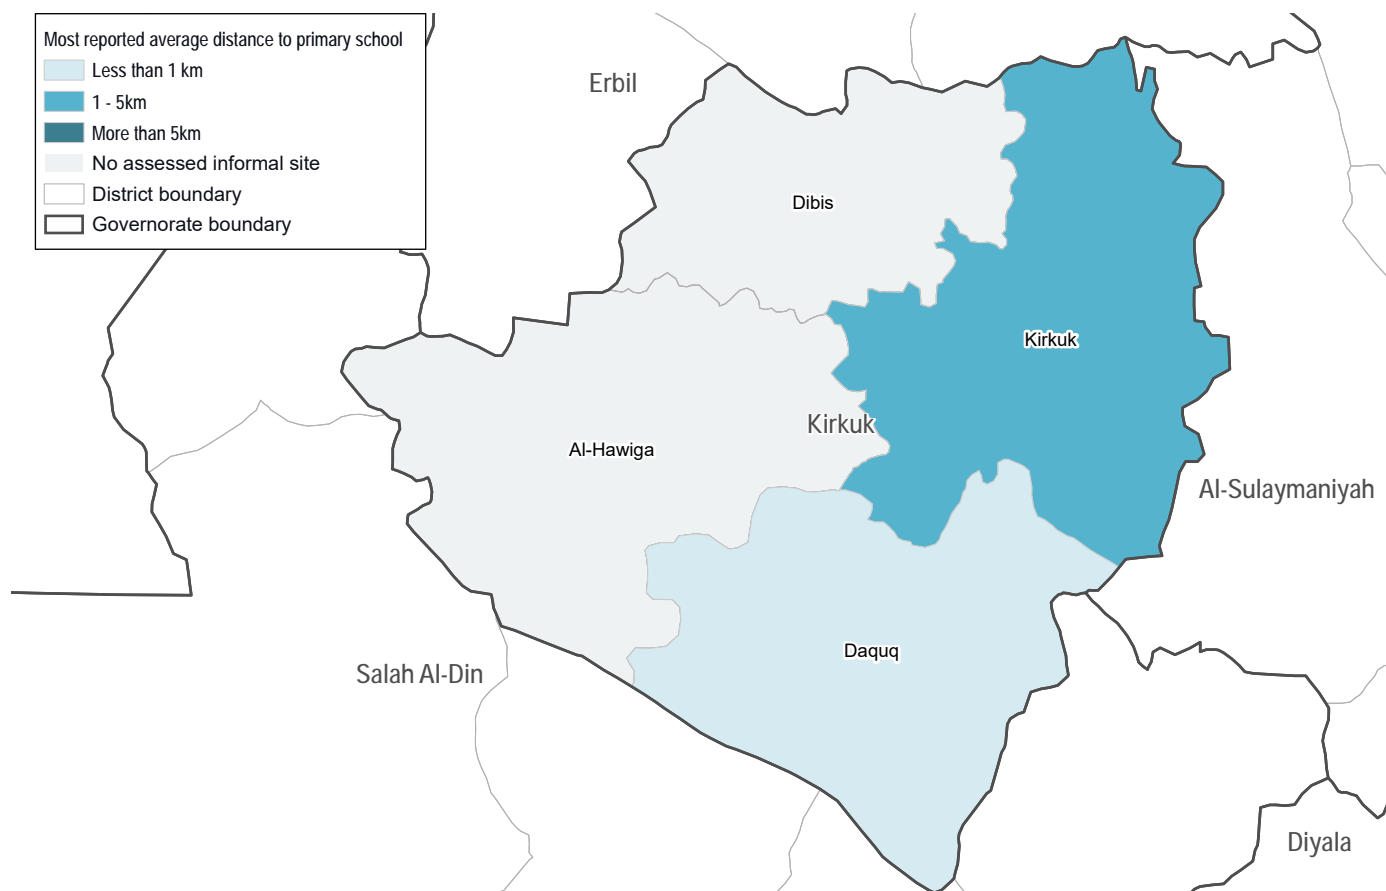 Most reported average distance to primary school
Less than 1 km
1 - 5km
More than 5km
No assessed informal site
District boundary
Governorate boundary
Erbil
Dibis
Kirkuk
Kirkuk
Al-Hawiga
Al-Sulaymaniyah
Daquq
Salah Al-Din
Diyala